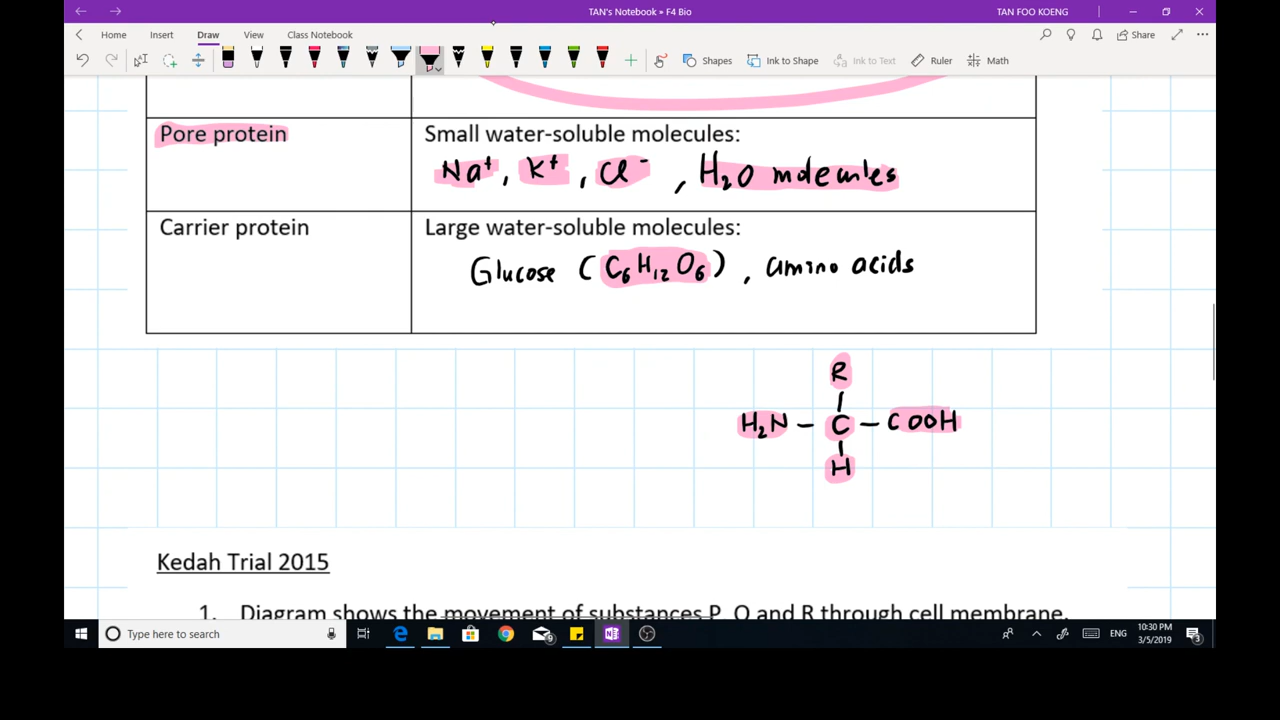 TAN's Notebook » F4 Bio
TAN FOO KOENG
Home Insert Draw View Class Notebook
Share
Shapes Ink to Shape Ink to Text Ruler Math
Pore protein
Small water-soluble molecules:
Na⁺, K⁺, Cl⁻, H₂O molecules
Carrier protein
Large water-soluble molecules:
Glucose (C₆H₁₂O₆), amino acids
R
H₂N – C – COOH
H
Kedah Trial 2015
1. Diagram shows the movement of substances P, Q and R through cell membrane.
Type here to search
ENG
10:30 PM
3/5/2019
3